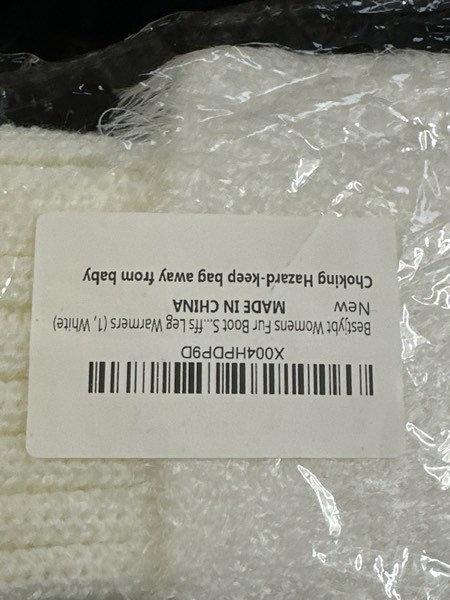 X004HPDP9D
Bestjybt Womens Fur Boot S...ffs Leg Warmers (1, White)
New
MADE IN CHINA
Choking Hazard-keep bag away from baby